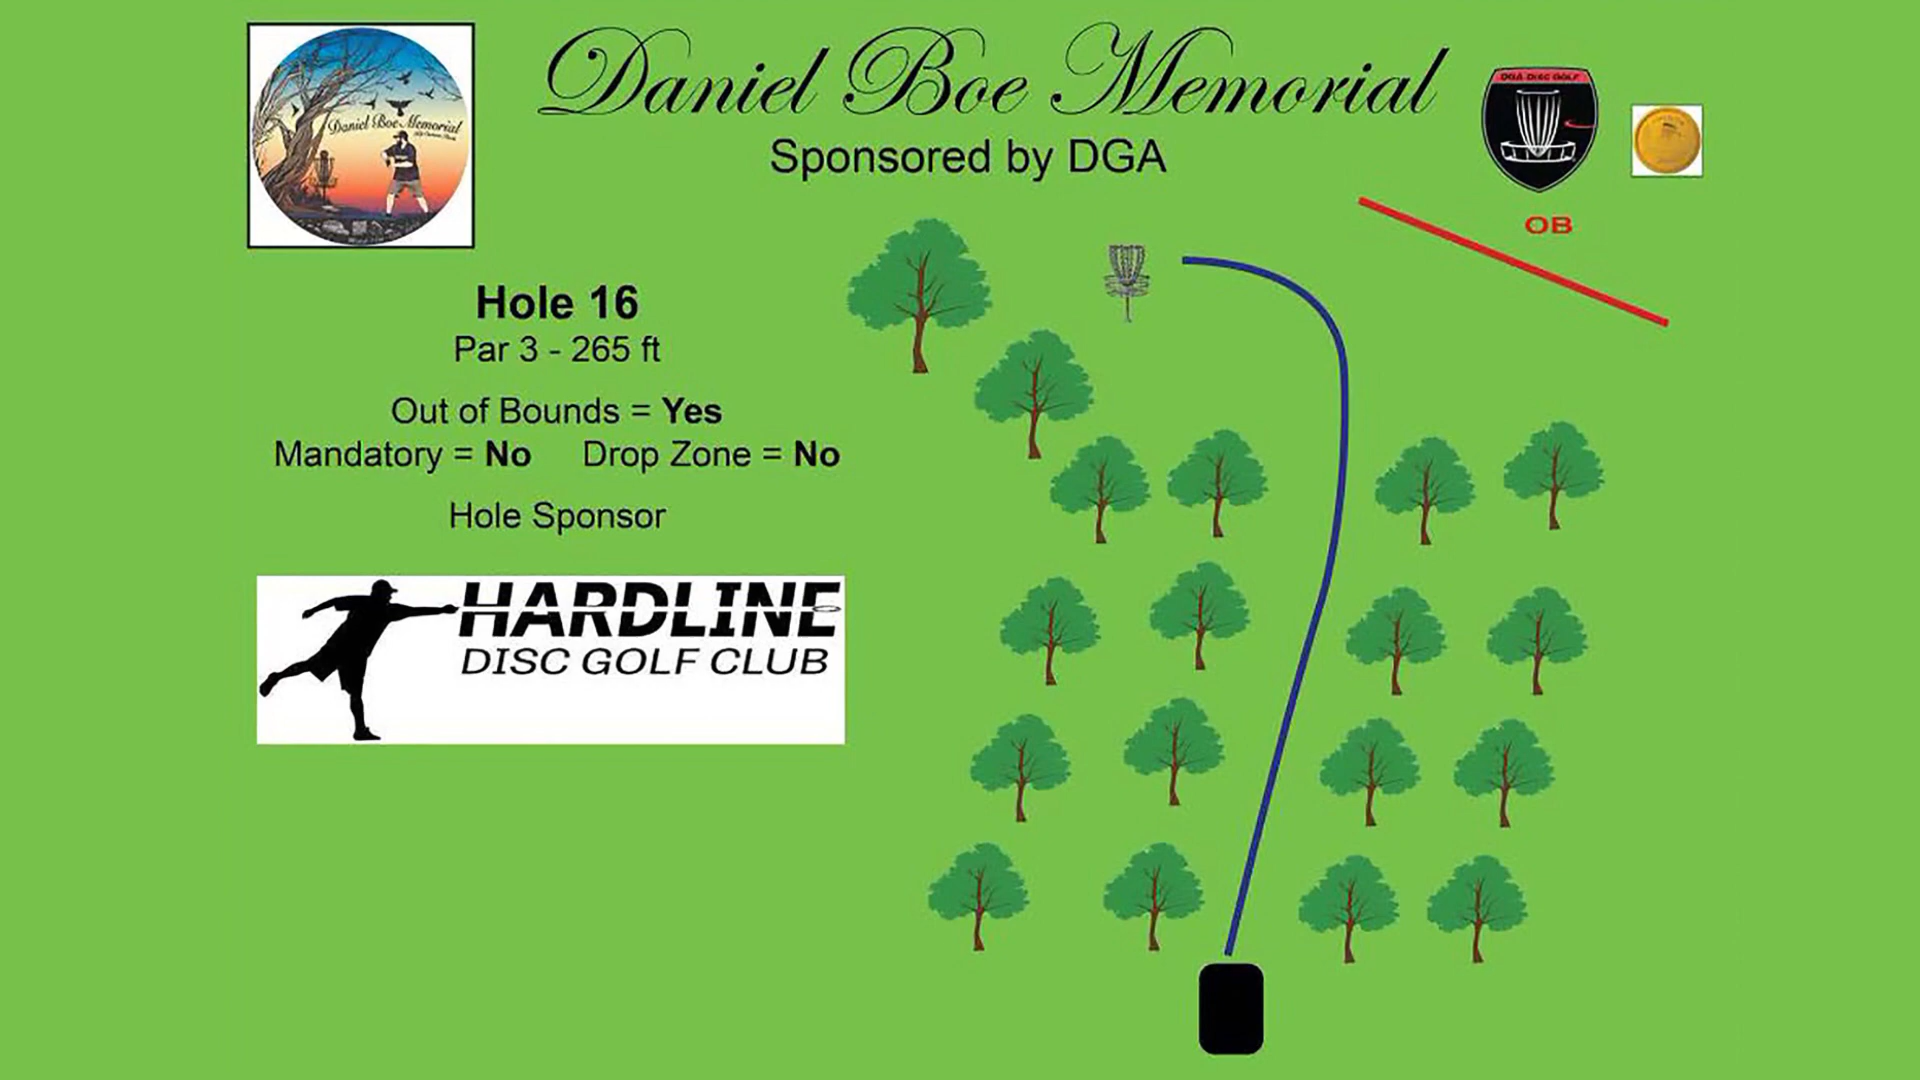 Daniel Boe Memorial
Sponsored by DGA
Daniel Boe Memorial
DGA DISC GOLF
OB
Hole 16
Par 3 - 265 ft
Out of Bounds = Yes
Mandatory = No Drop Zone = No
Hole Sponsor
HARDLINE
DISC GOLF CLUB